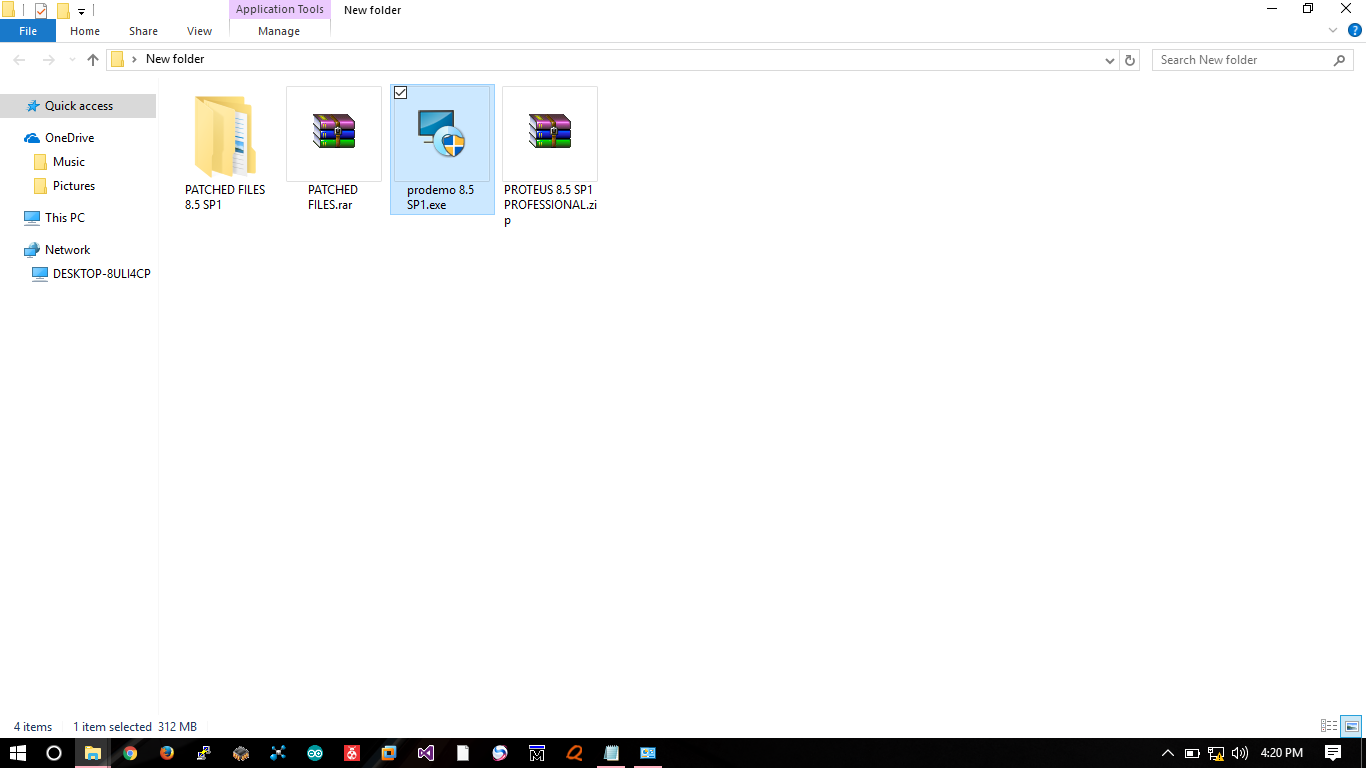 Application Tools New folder
File Home Share View Manage
New folder
Search New folder
Quick access
OneDrive
Music
Pictures
This PC
Network
DESKTOP-8ULI4CP
PATCHED FILES
8.5 SP1
PATCHED
FILES.rar
prodemo 8.5
SP1.exe
PROTEUS 8.5 SP1
PROFESSIONAL.zi
p
4 items 1 item selected 312 MB
4:20 PM